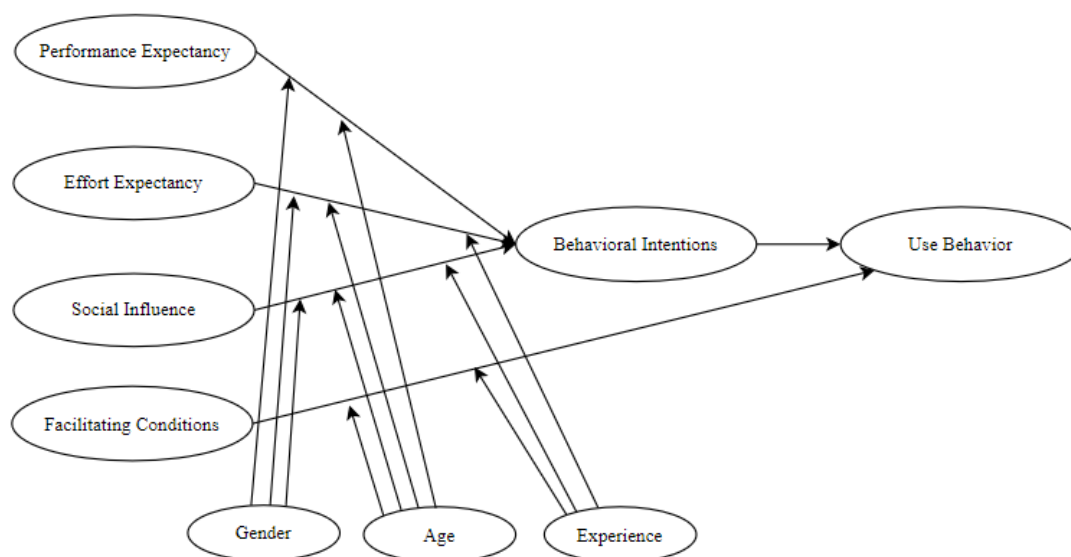 Performance Expectancy
Effort Expectancy
Behavioral Intentions
Use Behavior
Social Influence
Facilitating Conditions
Gender
Age
Experience